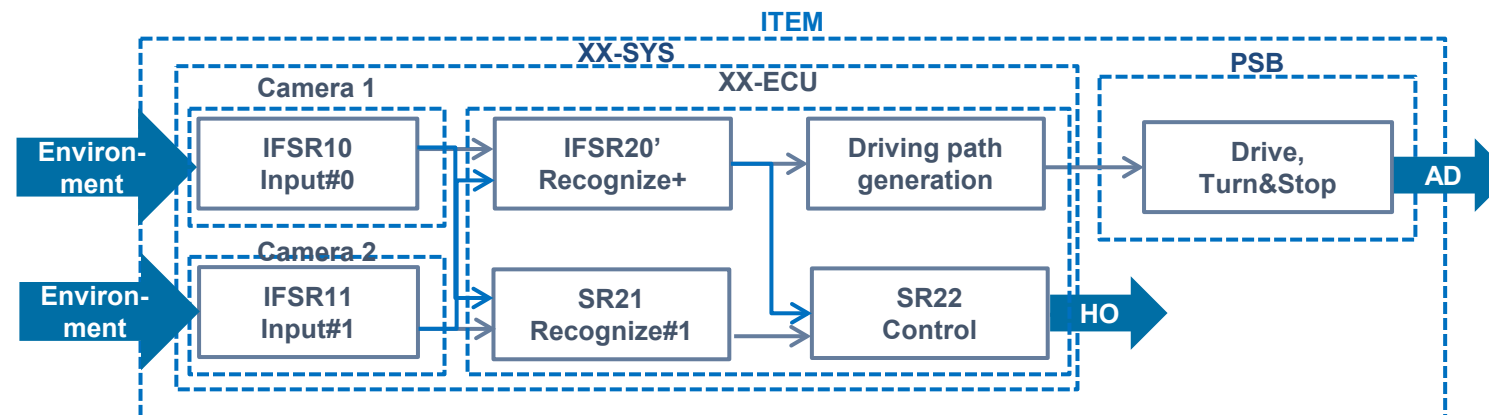 ITEM
XX-SYS
PSB
XX-ECU
Camera 1
Environ-
ment
IFSR10
Input#0
IFSR20’
Recognize+
Driving path
generation
Drive,
Turn&Stop
AD
Camera 2
Environ-
ment
IFSR11
Input#1
SR21
Recognize#1
SR22
Control
HO